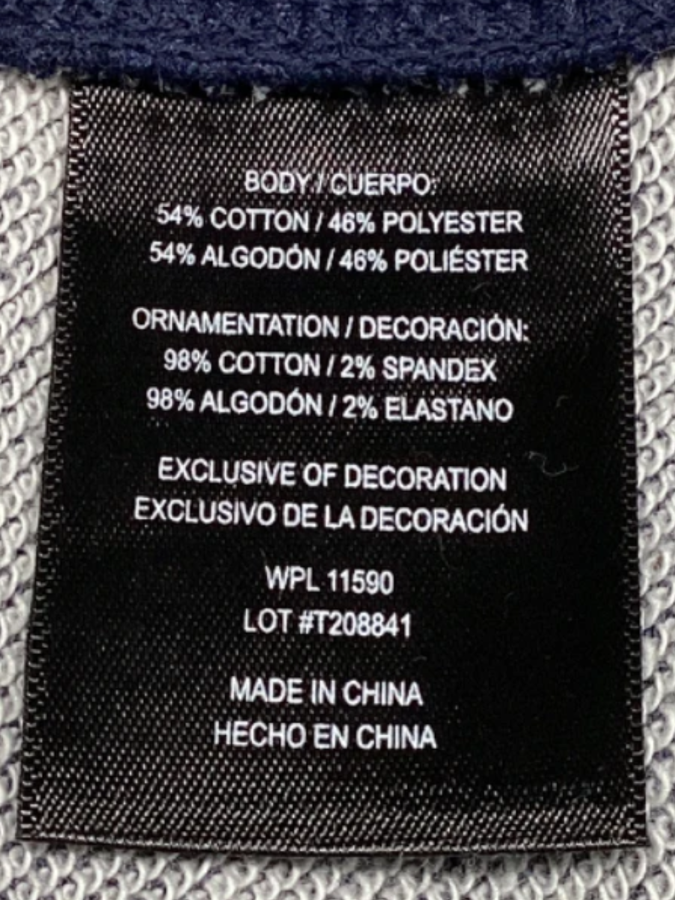 BODY / CUERPO:
54% COTTON / 46% POLYESTER
54% ALGODÓN / 46% POLIÉSTER
ORNAMENTATION / DECORACIÓN:
98% COTTON / 2% SPANDEX
98% ALGODÓN / 2% ELASTANO
EXCLUSIVE OF DECORATION
EXCLUSIVO DE LA DECORACIÓN
WPL 11590
LOT #T208841
MADE IN CHINA
HECHO EN CHINA